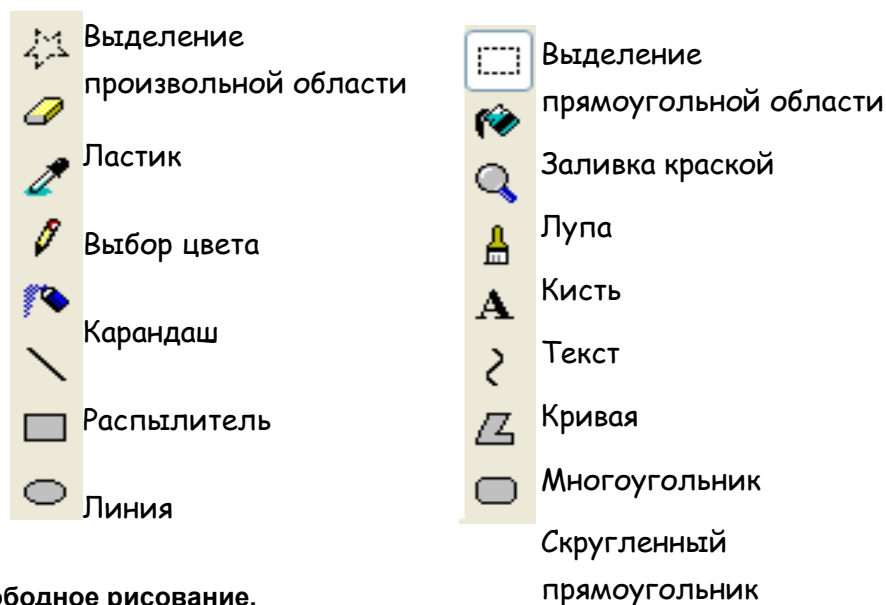 Выделение
произвольной области
Ластик
Выбор цвета
Карандаш
Распылитель
Линия
Выделение
прямоугольной области
Заливка краской
Лупа
Кисть
Текст
Кривая
Многоугольник
Скругленный
прямоугольник
рисование.